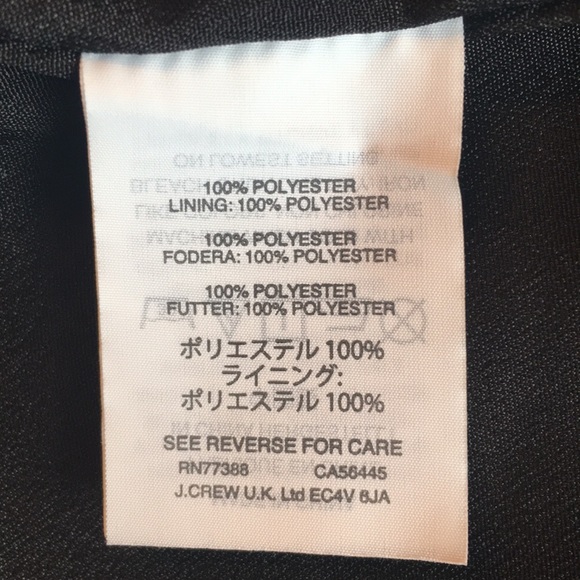 100% POLYESTER
LINING: 100% POLYESTER
100% POLYESTER
FODERA: 100% POLYESTER
100% POLYESTER
FUTTER: 100% POLYESTER
ポリエステル 100%
ライニング:
ポリエステル 100%
SEE REVERSE FOR CARE
RN77388 CA56445
J.CREW U.K. Ltd EC4V 6JA